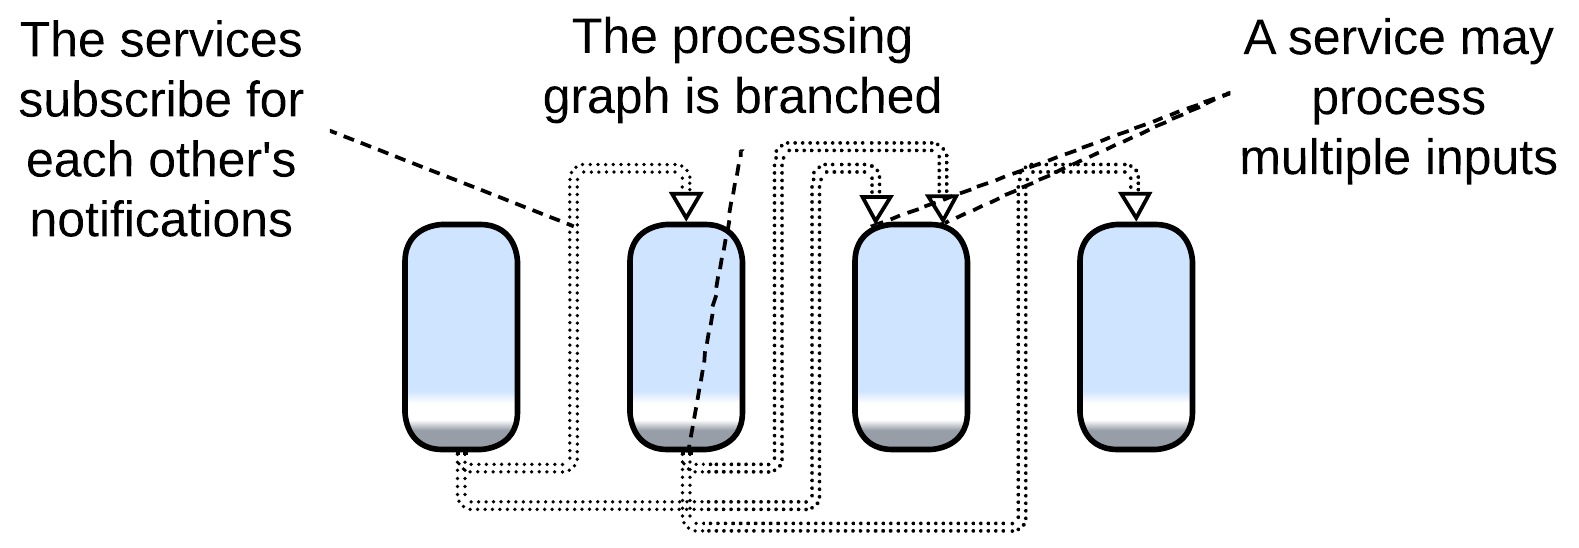 The services
subscribe for
each other's
notifications
The processing
graph is branched
A service may
process
multiple inputs